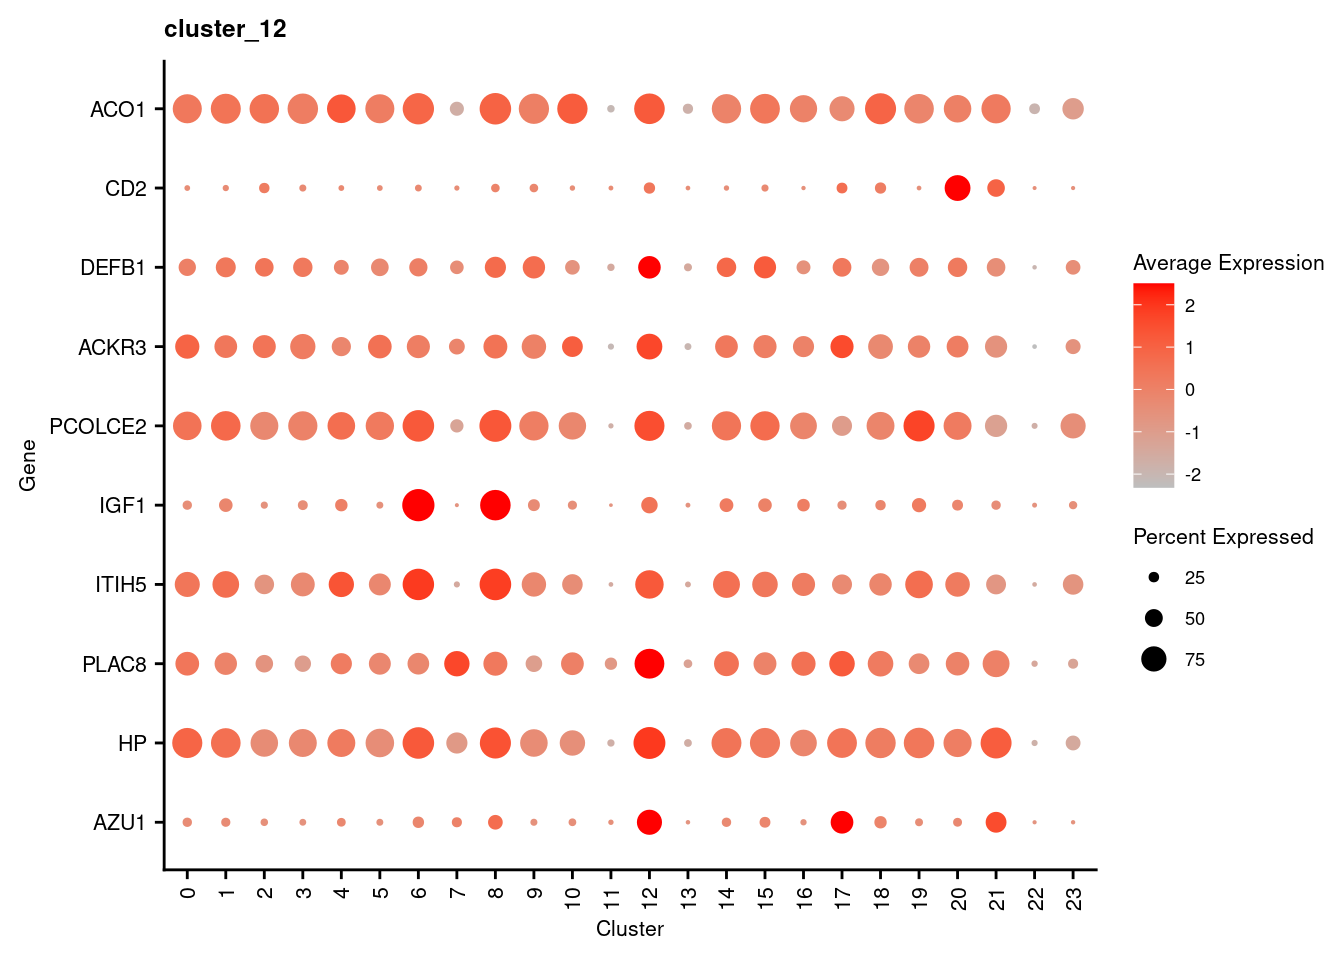 cluster_12
Gene
ACO1
CD2
DEFB1
ACKR3
PCOLCE2
IGF1
ITIH5
PLAC8
HP
AZU1
0 1 2 3 4 5 6 7 8 9 10 11 12 13 14 15 16 17 18 19 20 21 22 23
Cluster
Average Expression
2
1
0
-1
-2
Percent Expressed
25
50
75